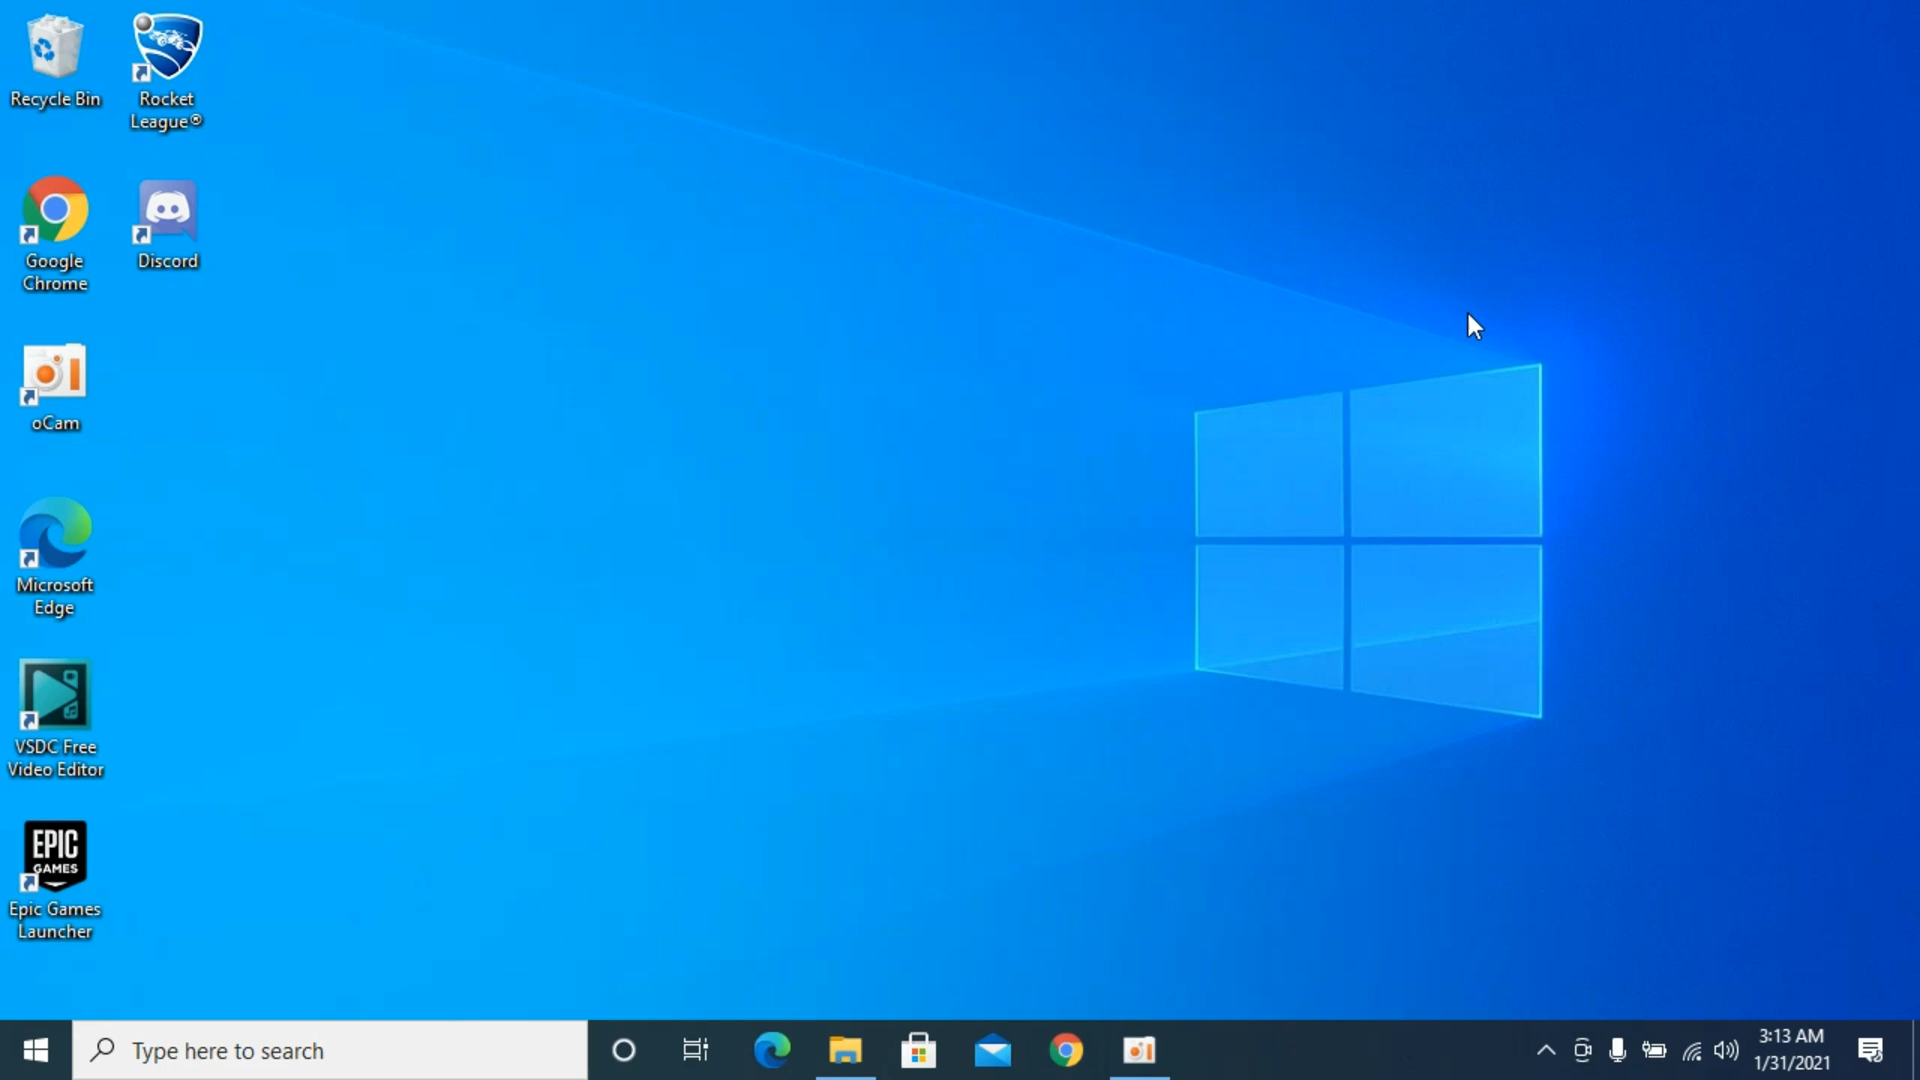 Recycle Bin
Rocket
League®
Google
Chrome
Discord
oCam
Microsoft
Edge
VSDC Free
Video Editor
EPIC
GAMES
Epic Games
Launcher
Type here to search
3:13 AM
1/31/2021